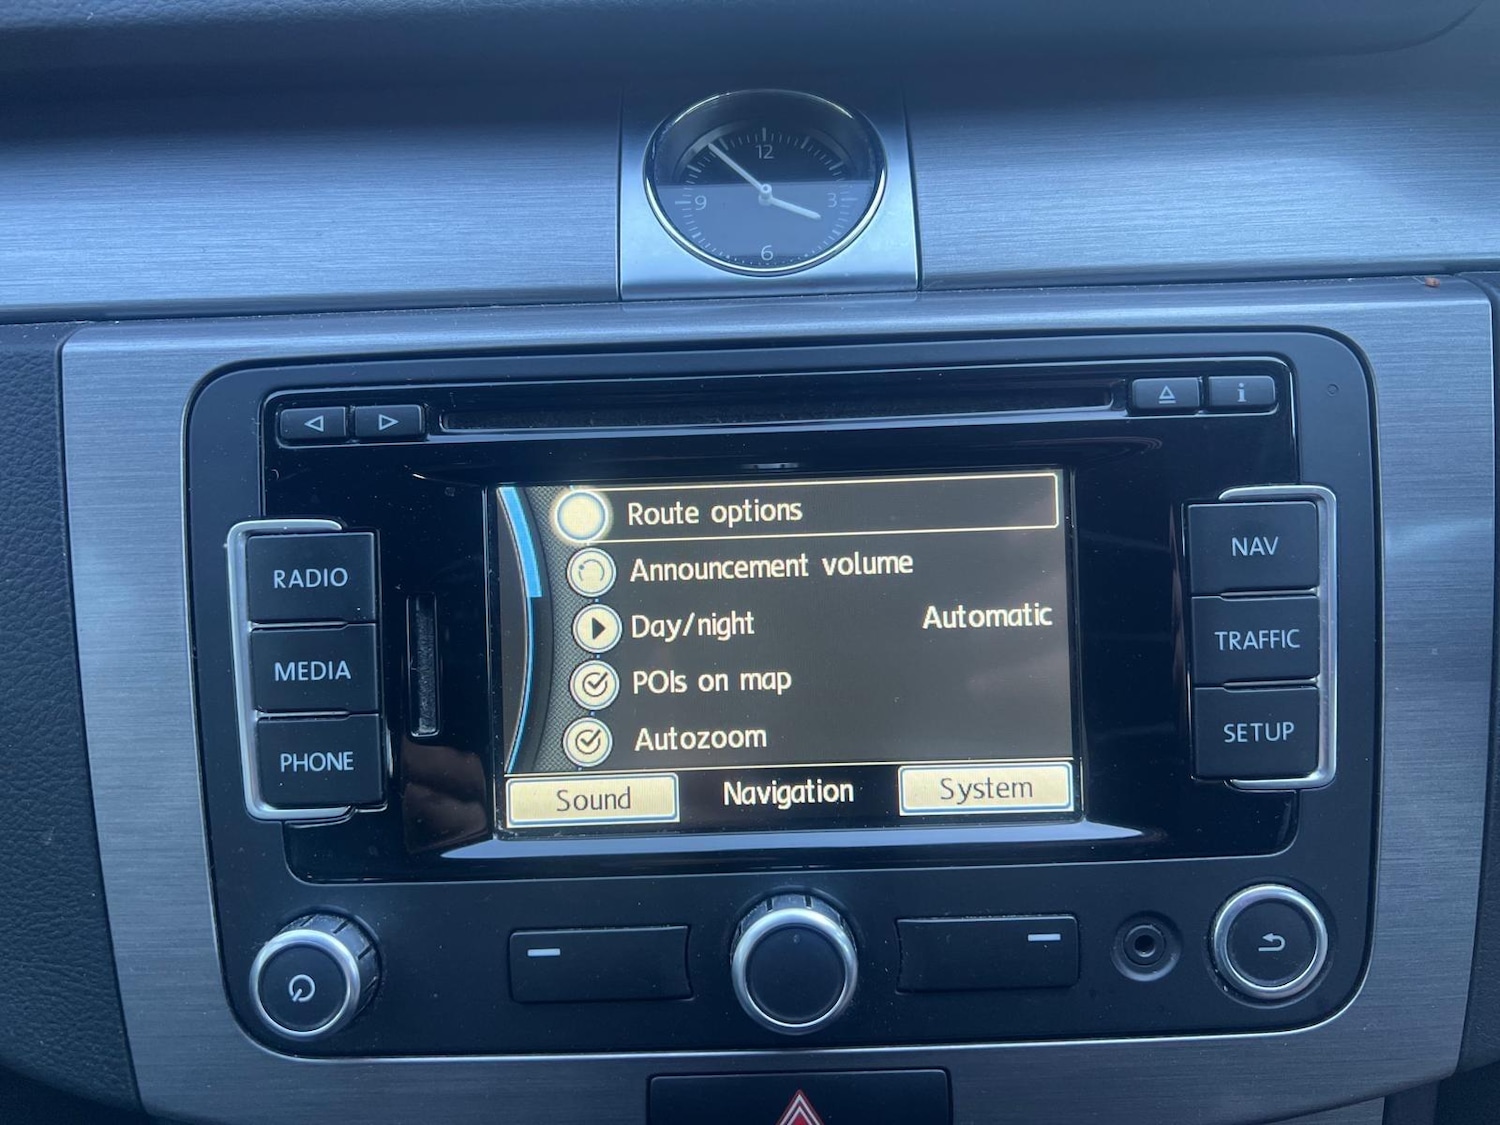 12
9
3
6
i
Route options
Announcement volume
Day/night Automatic
POIs on map
Autozoom
Sound Navigation System
RADIO
MEDIA
PHONE
NAV
TRAFFIC
SETUP